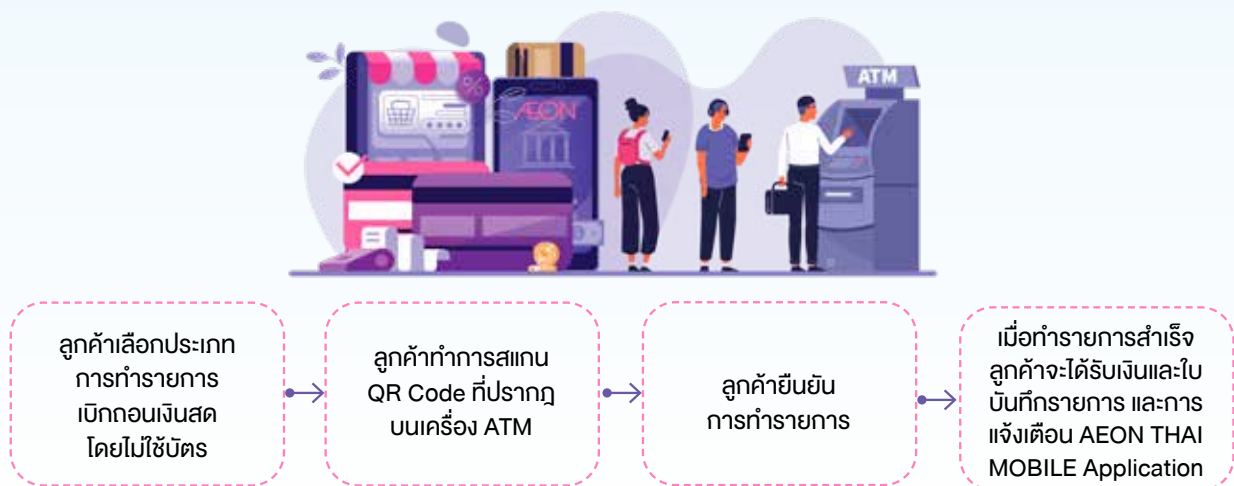 ATM
ÆON
%
ลูกค้าเลือกประเภท
การทำรายการ
เบิกถอนเงินสด
โดยไม่ใช้บัตร
ลูกค้าทำการสแกน
QR Code ที่ปรากฏ
บนเครื่อง ATM
ลูกค้ายืนยัน
การทำรายการ
เมื่อทำรายการสำเร็จ
ลูกค้าจะได้รับเงินและใบ
บันทึกรายการ และการ
แจ้งเตือน AEON THAI
MOBILE Application